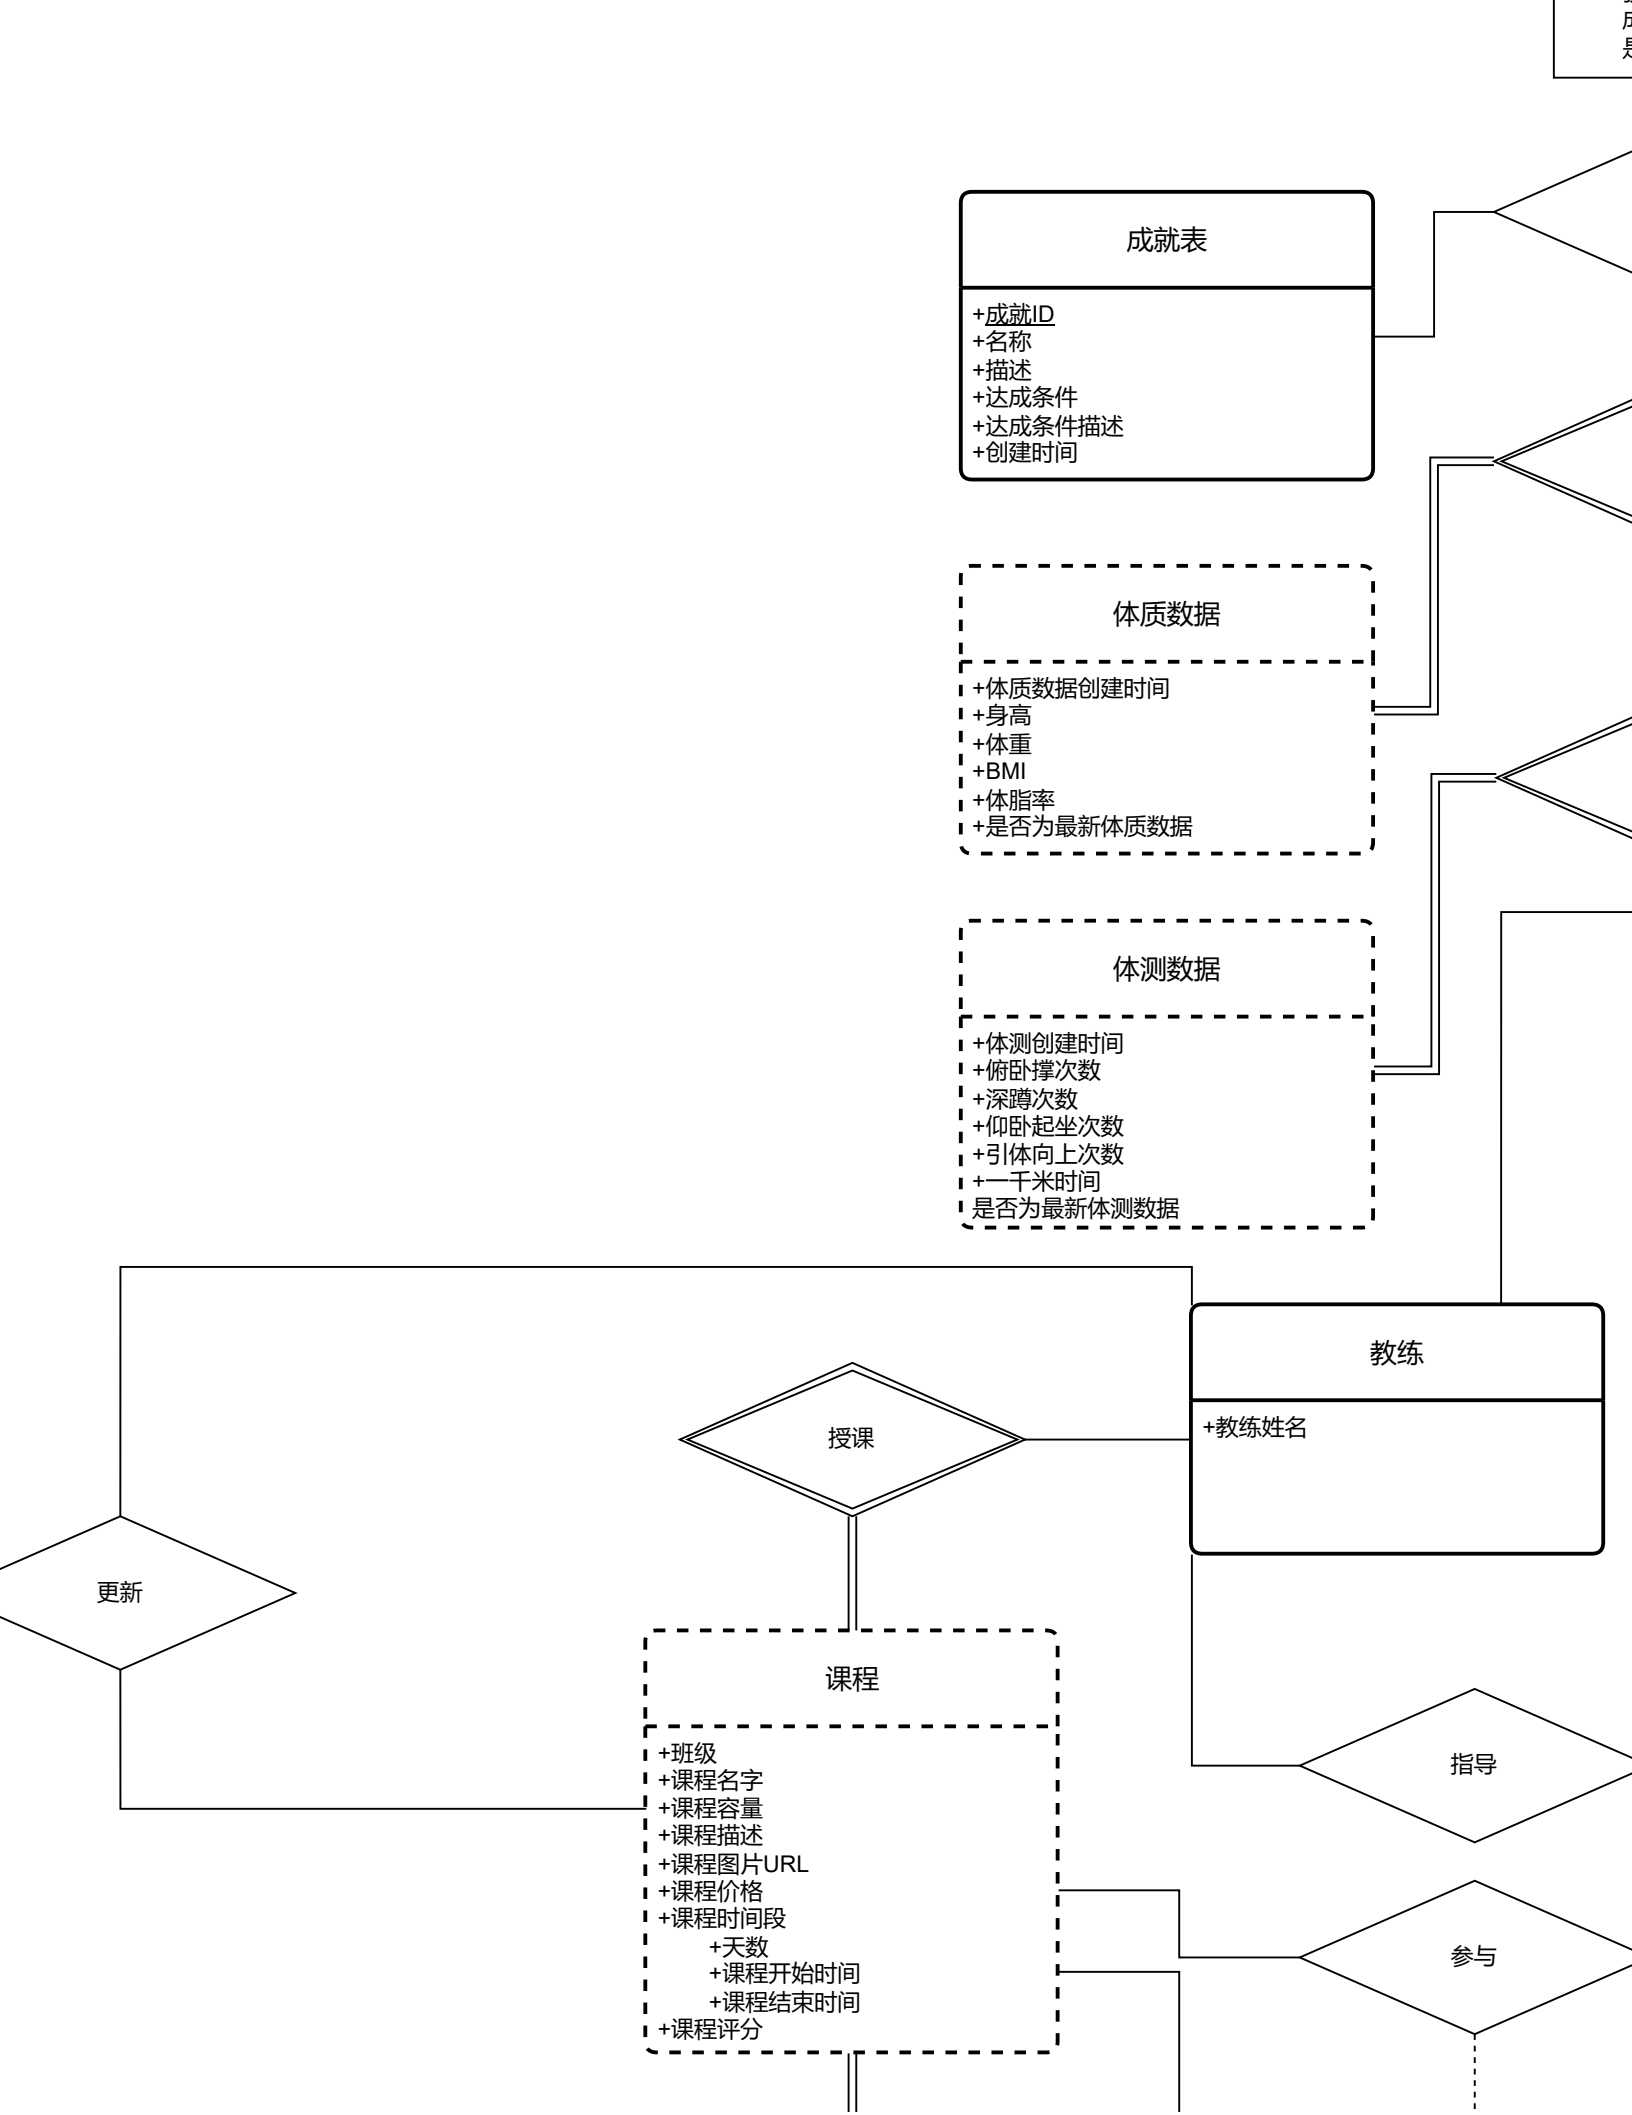 成就表
+成就ID
+名称
+描述
+达成条件
+达成条件描述
+创建时间
体质数据
+体质数据创建时间
+身高
+体重
+BMI
+体脂率
+是否为最新体质数据
体测数据
+体测创建时间
+俯卧撑次数
+深蹲次数
+仰卧起坐次数
+引体向上次数
+一千米时间
是否为最新体测数据
教练
+教练姓名
授课
更新
课程
+班级
+课程名字
+课程容量
+课程描述
+课程图片URL
+课程价格
+课程时间段
+天数
+课程开始时间
+课程结束时间
+课程评分
指导
参与